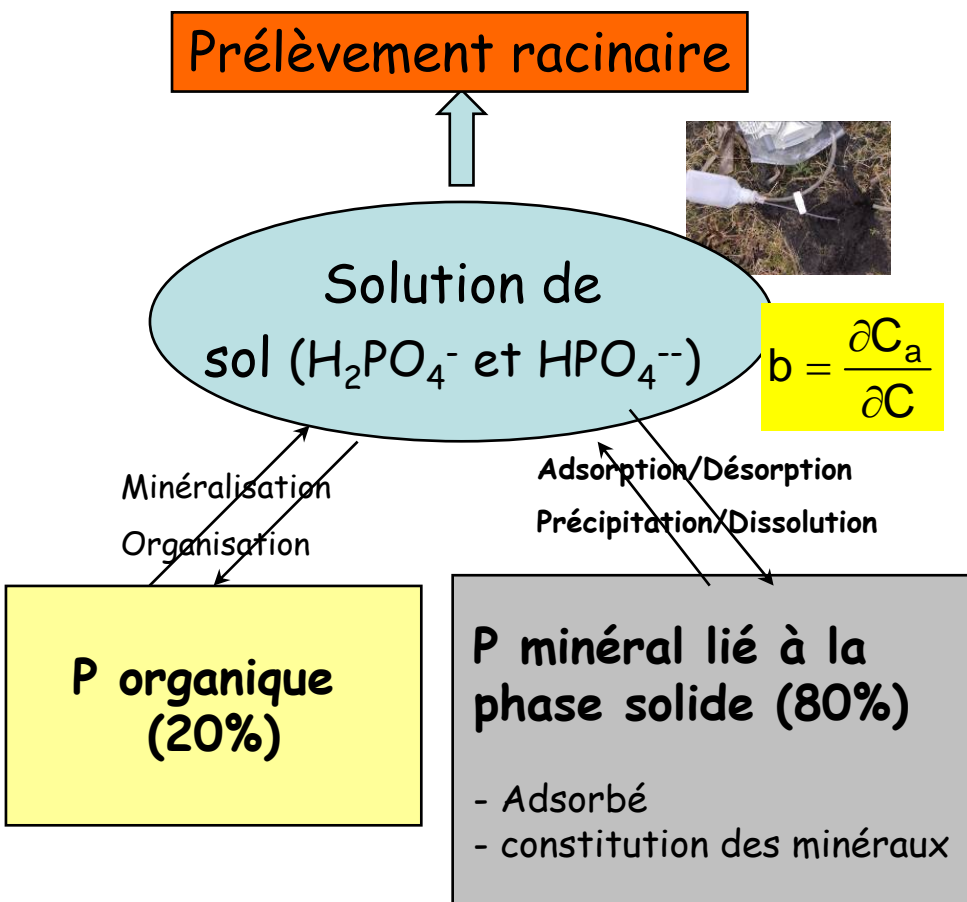 Prélèvement racinaire
Solution de
sol (H₂PO₄⁻ et HPO₄⁻⁻)
b = ∂Cₐ / ∂C
Minéralisation
Organisation
Adsorption/Désorption
Précipitation/Dissolution
P organique
(20%)
P minéral lié à la
phase solide (80%)
- Adsorbé
- constitution des minéraux